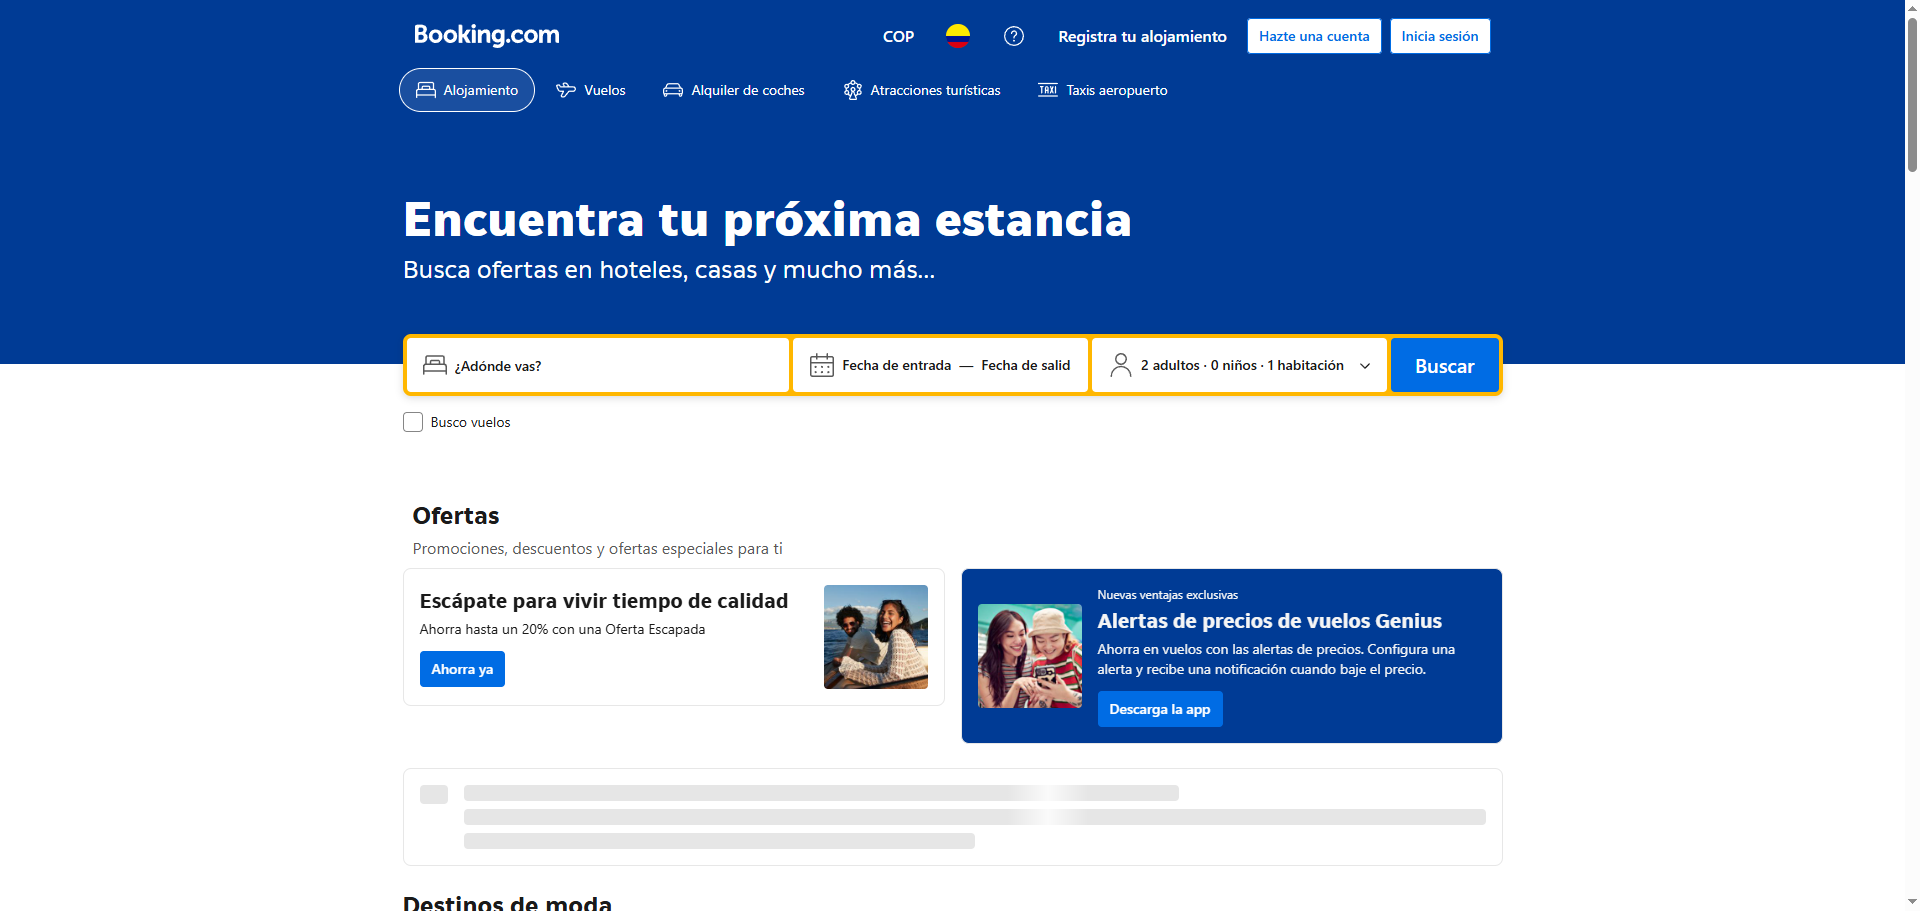 Booking.com
COP
Registra tu alojamiento
Hazte una cuenta
Inicia sesión
Alojamiento
Vuelos
Alquiler de coches
Atracciones turísticas
TAXI
Taxis aeropuerto
Encuentra tu próxima estancia
Busca ofertas en hoteles, casas y mucho más...
¿Adónde vas?
Fecha de entrada — Fecha de salid
2 adultos · 0 niños · 1 habitación
Buscar
Busco vuelos
Ofertas
Promociones, descuentos y ofertas especiales para ti
Escápate para vivir tiempo de calidad
Ahorra hasta un 20% con una Oferta Escapada
Ahorra ya
Nuevas ventajas exclusivas
Alertas de precios de vuelos Genius
Ahorra en vuelos con las alertas de precios. Configura una
alerta y recibe una notificación cuando baje el precio.
Descarga la app
Destinos de moda